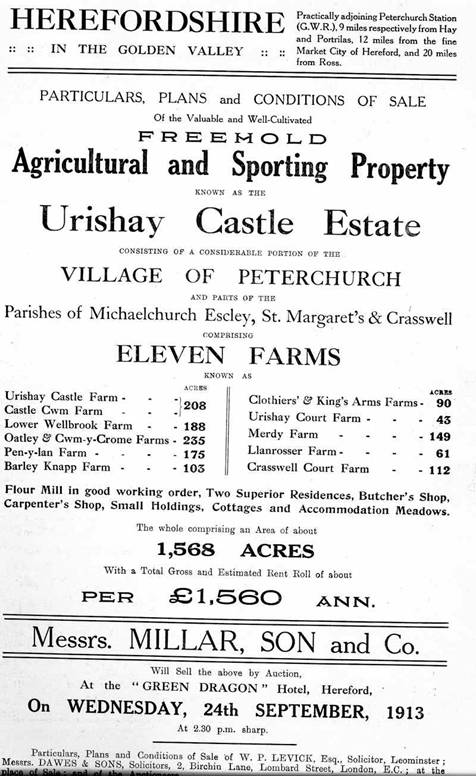 HEREFORDSHIRE
:: :: IN THE GOLDEN VALLEY :: ::
Practically adjoining Peterchurch Station
(G.W.R.), 9 miles respectively from Hay
and Portrilas, 12 miles from the fine
Market City of Hereford, and 20 miles
from Ross.
PARTICULARS, PLANS and CONDITIONS OF SALE
Of the Valuable and Well-Cultivated
FREEHOLD
Agricultural and Sporting Property
KNOWN AS THE
Urishay Castle Estate
CONSISTING OF A CONSIDERABLE PORTION OF THE
VILLAGE OF PETERCHURCH
AND PARTS OF THE
Parishes of Michaelchurch Escley, St. Margaret's & Crasswell
COMPRISING
ELEVEN FARMS
KNOWN AS
ACRES
Urishay Castle Farm - - -
Castle Cwm Farm - - - } 208
Lower Wellbrook Farm - - 188
Oatley & Cwm-y-Crome Farms - 235
Pen-y-lan Farm - - - - 175
Barley Knapp Farm - - - 103
ACRES
Clothiers' & King's Arms Farms - 90
Urishay Court Farm - - - 43
Merdy Farm - - - - 149
Llanrosser Farm - - - - 61
Crasswell Court Farm - - 112
Flour Mill in good working order, Two Superior Residences, Butcher's Shop,
Carpenter's Shop, Small Holdings, Cottages and Accommodation Meadows.
The whole comprising an Area of about
1,568 ACRES
With a Total Gross and Estimated Rent Roll of about
PER £1,560 ANN.
Messrs. MILLAR, SON and Co.
Will Sell the above by Auction,
At the "GREEN DRAGON" Hotel, Hereford,
On WEDNESDAY, 24th SEPTEMBER, 1913
At 2.30 p.m. sharp.
Particulars, Plans and Conditions of Sale of W. P. LEVICK, Esq., Solicitor, Leominster;
Messrs. DAWES & SONS, Solicitors, 2, Birchin Lane, Lombard Street, London, E.C.; at the
place of Sale; and of the Auctioneers